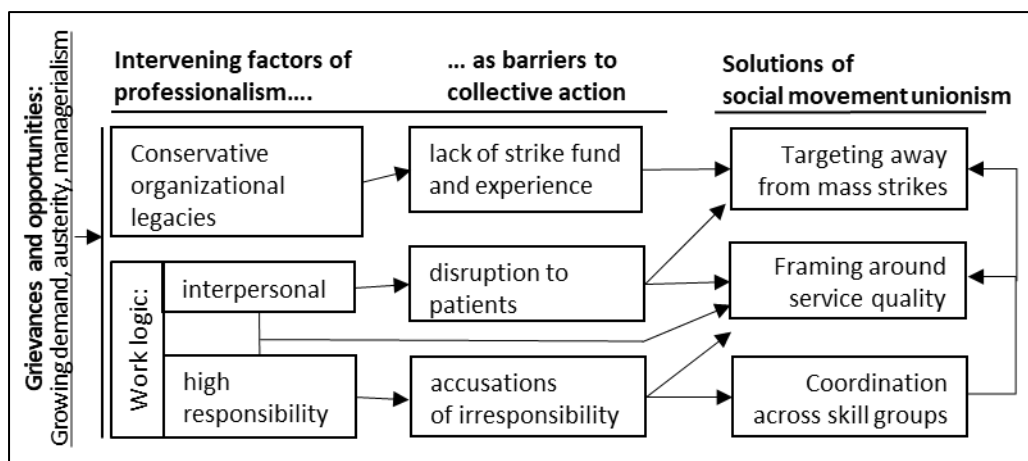 Grievances and opportunities:
Growing demand, austerity, managerialism
Intervening factors of
professionalism....
... as barriers to
collective action
Solutions of
social movement unionism
Conservative
organizational
legacies
lack of strike fund
and experience
Targeting away
from mass strikes
Work logic:
interpersonal
disruption to
patients
Framing around
service quality
high
responsibility
accusations
of irresponsibility
Coordination
across skill groups